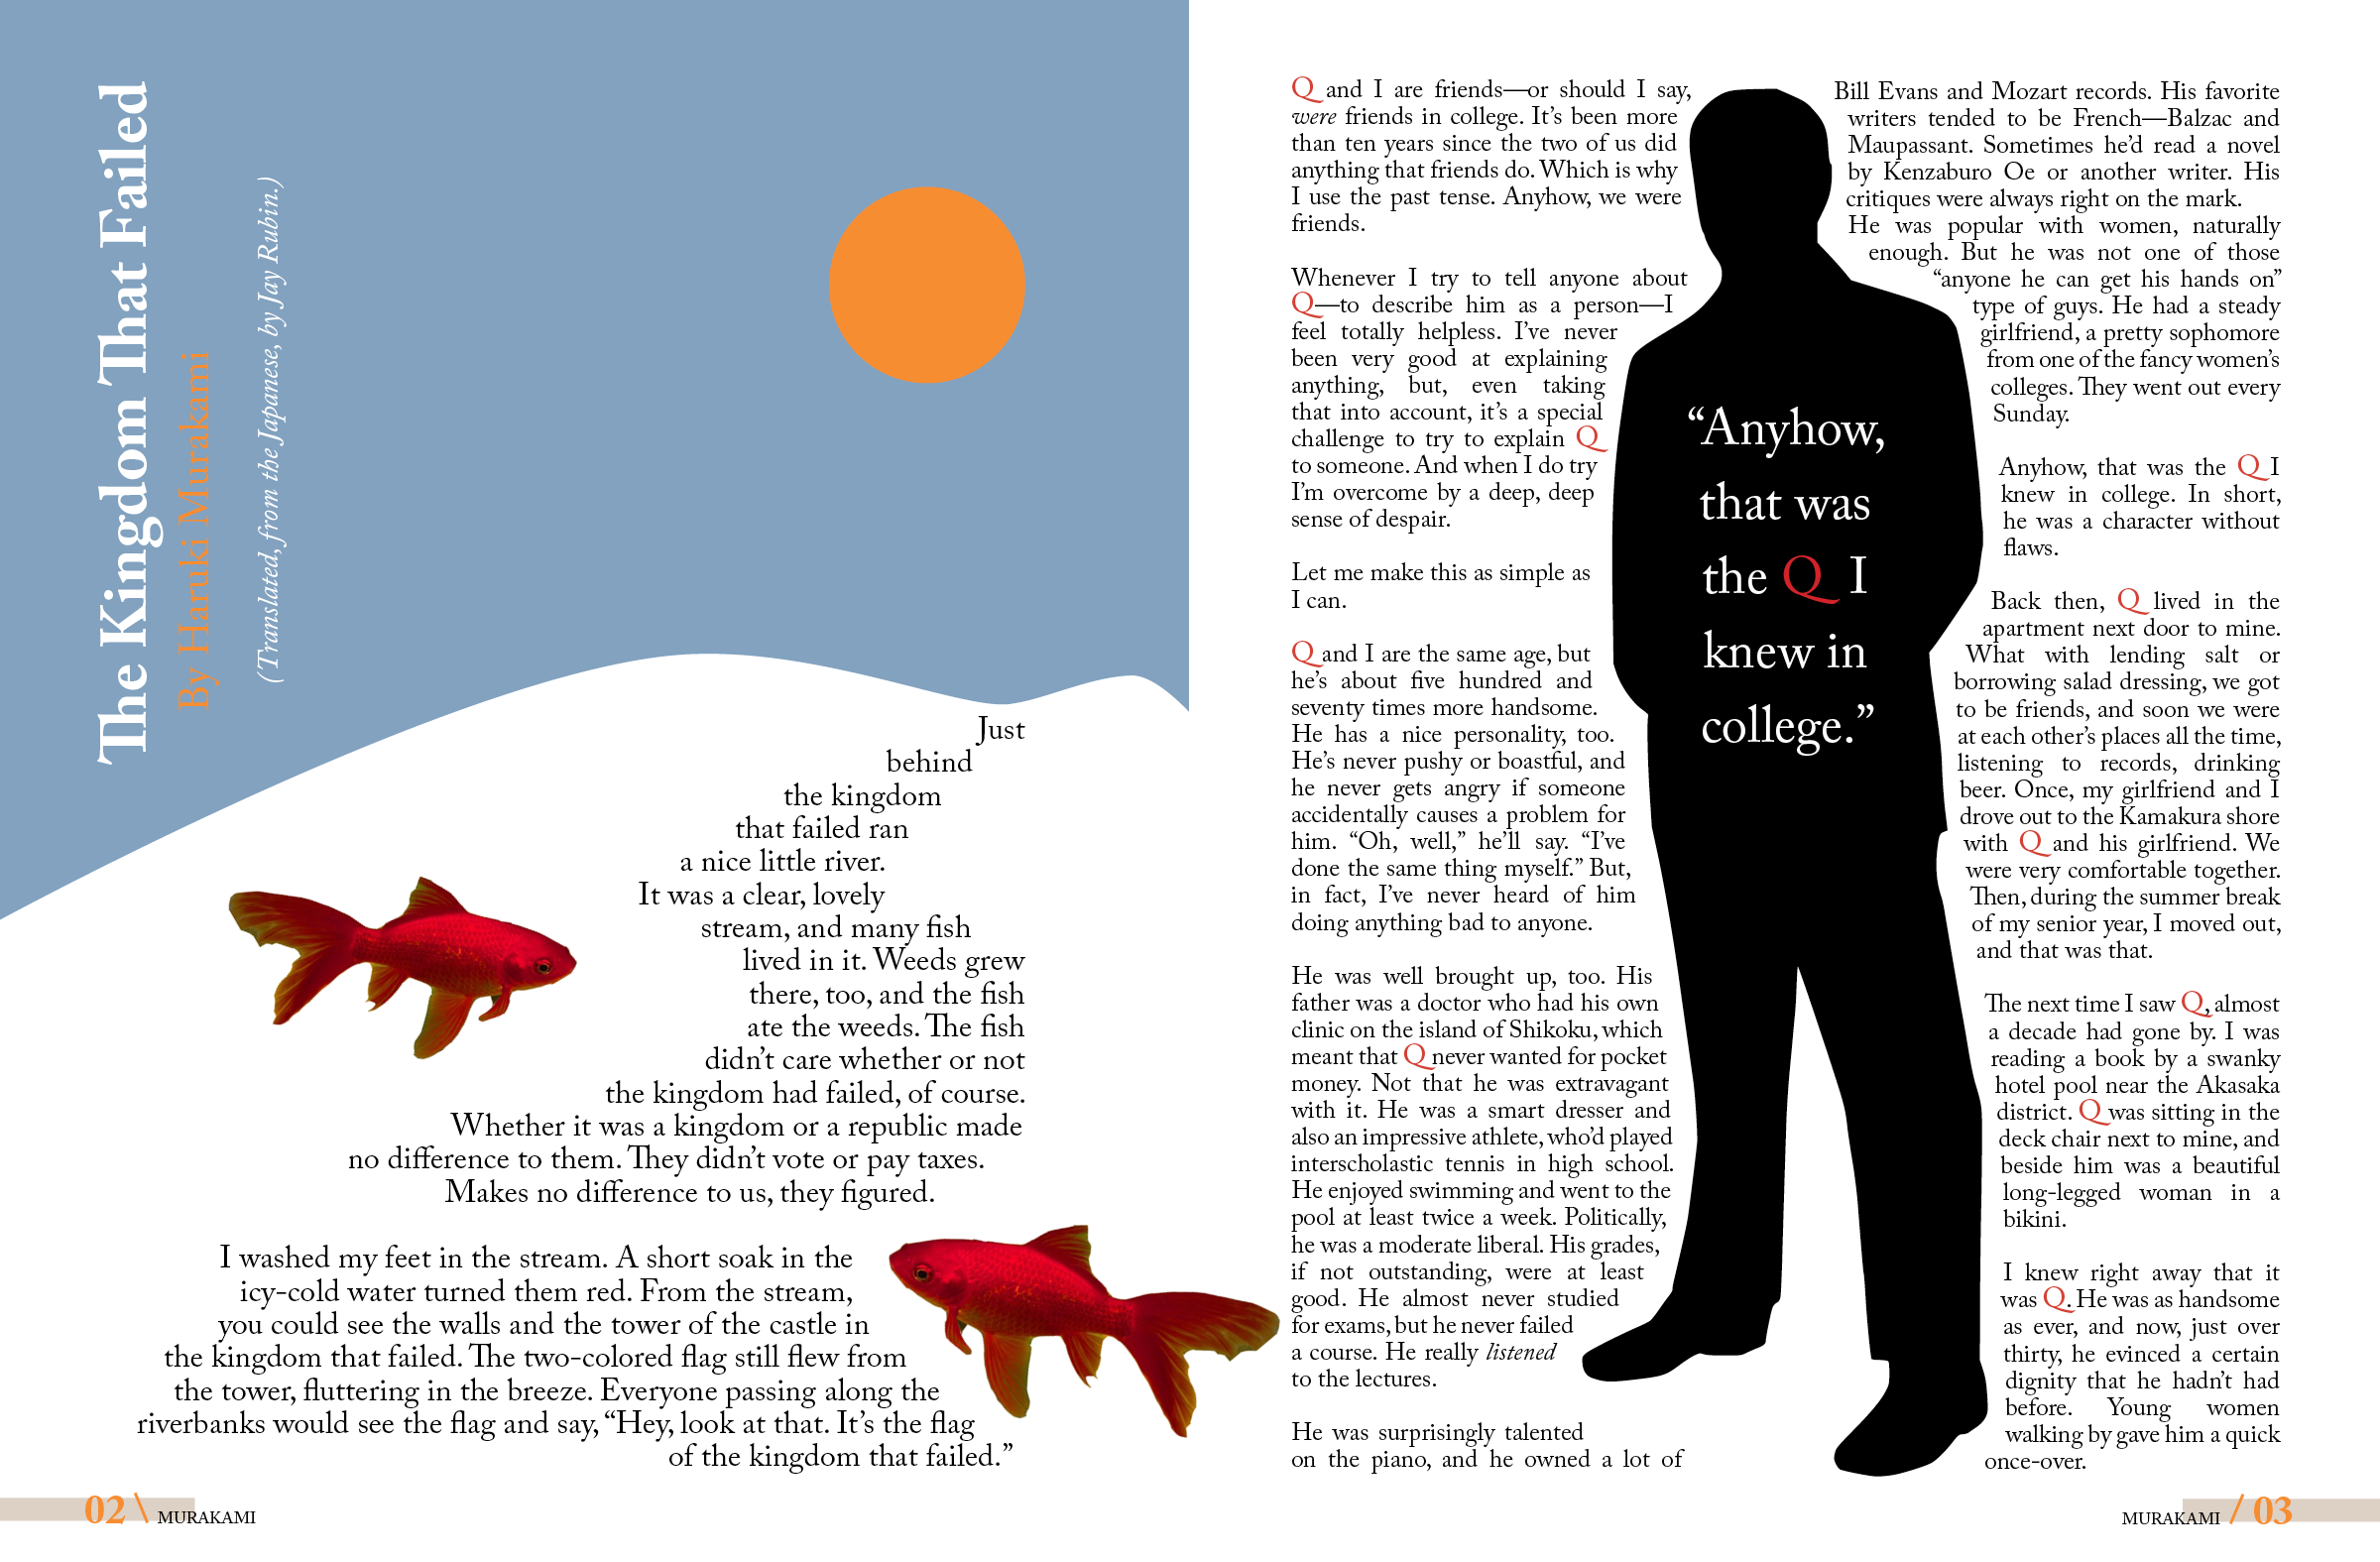 The Kingdom That Failed
By Haruki Murakami
(Translated, from the Japanese, by Jay Rubin.)
Just
behind
the kingdom
that failed ran
a nice little river.
It was a clear, lovely
stream, and many fish
lived in it. Weeds grew
there, too, and the fish
ate the weeds. The fish
didn’t care whether or not
the kingdom had failed, of course.
Whether it was a kingdom or a republic made
no difference to them. They didn’t vote or pay taxes.
Makes no difference to us, they figured.
I washed my feet in the stream. A short soak in the
icy-cold water turned them red. From the stream,
you could see the walls and the tower of the castle in
the kingdom that failed. The two-colored flag still flew from
the tower, fluttering in the breeze. Everyone passing along the
riverbanks would see the flag and say, “Hey, look at that. It’s the flag
of the kingdom that failed.”
02 \ MURAKAMI
Q and I are friends—or should I say,
were friends in college. It’s been more
than ten years since the two of us did
anything that friends do. Which is why
I use the past tense. Anyhow, we were
friends.
Whenever I try to tell anyone about
Q—to describe him as a person—I
feel totally helpless. I’ve never
been very good at explaining
anything, but, even taking
that into account, it’s a special
challenge to try to explain Q
to someone. And when I do try
I’m overcome by a deep, deep
sense of despair.
Let me make this as simple as
I can.
Q and I are the same age, but
he’s about five hundred and
seventy times more handsome.
He has a nice personality, too.
He’s never pushy or boastful, and
he never gets angry if someone
accidentally causes a problem for
him. “Oh, well,” he’ll say. “I’ve
done the same thing myself.” But,
in fact, I’ve never heard of him
doing anything bad to anyone.
He was well brought up, too. His
father was a doctor who had his own
clinic on the island of Shikoku, which
meant that Q never wanted for pocket
money. Not that he was extravagant
with it. He was a smart dresser and
also an impressive athlete, who’d played
interscholastic tennis in high school.
He enjoyed swimming and went to the
pool at least twice a week. Politically,
he was a moderate liberal. His grades,
if not outstanding, were at least
good. He almost never studied
for exams, but he never failed
a course. He really listened
to the lectures.
He was surprisingly talented
on the piano, and he owned a lot of
“Anyhow,
that was
the Q I
knew in
college.”
Bill Evans and Mozart records. His favorite
writers tended to be French—Balzac and
Maupassant. Sometimes he’d read a novel
by Kenzaburo Oe or another writer. His
critiques were always right on the mark.
He was popular with women, naturally
enough. But he was not one of those
“anyone he can get his hands on”
type of guys. He had a steady
girlfriend, a pretty sophomore
from one of the fancy women’s
colleges. They went out every
Sunday.
Anyhow, that was the Q I
knew in college. In short,
he was a character without
flaws.
Back then, Q lived in the
apartment next door to mine.
What with lending salt or
borrowing salad dressing, we got
to be friends, and soon we were
at each other’s places all the time,
listening to records, drinking
beer. Once, my girlfriend and I
drove out to the Kamakura shore
with Q and his girlfriend. We
were very comfortable together.
Then, during the summer break
of my senior year, I moved out,
and that was that.
The next time I saw Q, almost
a decade had gone by. I was
reading a book by a swanky
hotel pool near the Akasaka
district. Q was sitting in the
deck chair next to mine, and
beside him was a beautiful
long-legged woman in a
bikini.
I knew right away that it
was Q. He was as handsome
as ever, and now, just over
thirty, he evinced a certain
dignity that he hadn’t had
before. Young women
walking by gave him a quick
once-over.
MURAKAMI / 03